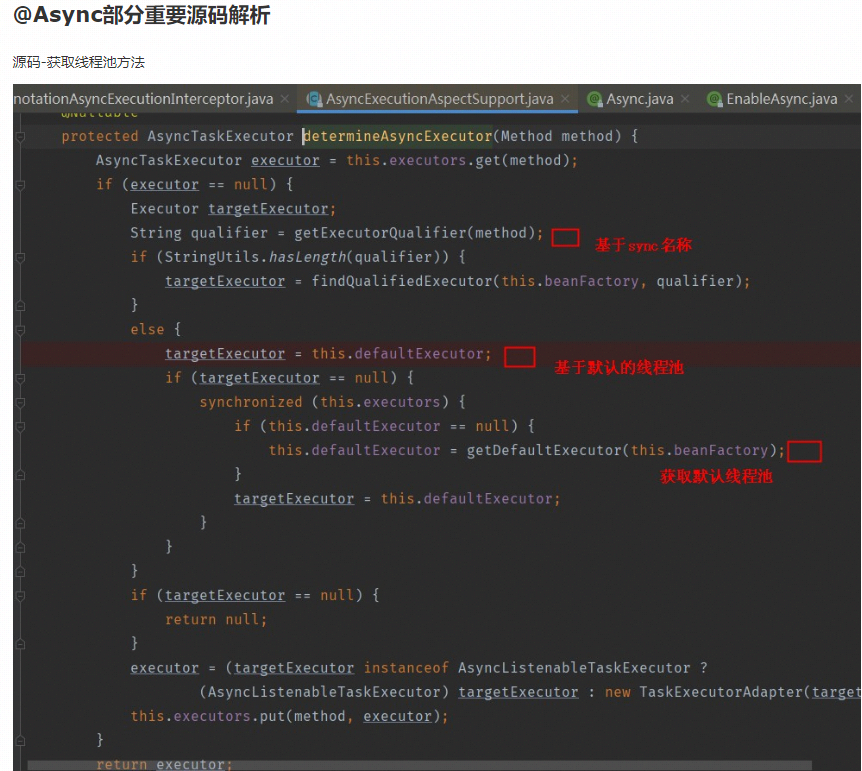 @Async部分重要源码解析
源码-获取线程池方法
notationAsyncExecutionInterceptor.java × AsyncExecutionAspectSupport.java × @ Async.java × @ EnableAsync.java ×
@Nullable
protected AsyncTaskExecutor determineAsyncExecutor(Method method) {
AsyncTaskExecutor executor = this.executors.get(method);
if (executor == null) {
Executor targetExecutor;
String qualifier = getExecutorQualifier(method);
基于sync名称
if (StringUtils.hasLength(qualifier)) {
targetExecutor = findQualifiedExecutor(this.beanFactory, qualifier);
}
else {
targetExecutor = this.defaultExecutor;
基于默认的线程池
if (targetExecutor == null) {
synchronized (this.executors) {
if (this.defaultExecutor == null) {
this.defaultExecutor = getDefaultExecutor(this.beanFactory);
}
获取默认线程池
targetExecutor = this.defaultExecutor;
}
}
}
if (targetExecutor == null) {
return null;
}
executor = (targetExecutor instanceof AsyncListenableTaskExecutor ?
(AsyncListenableTaskExecutor) targetExecutor : new TaskExecutorAdapter(target
this.executors.put(method, executor);
}
return executor;